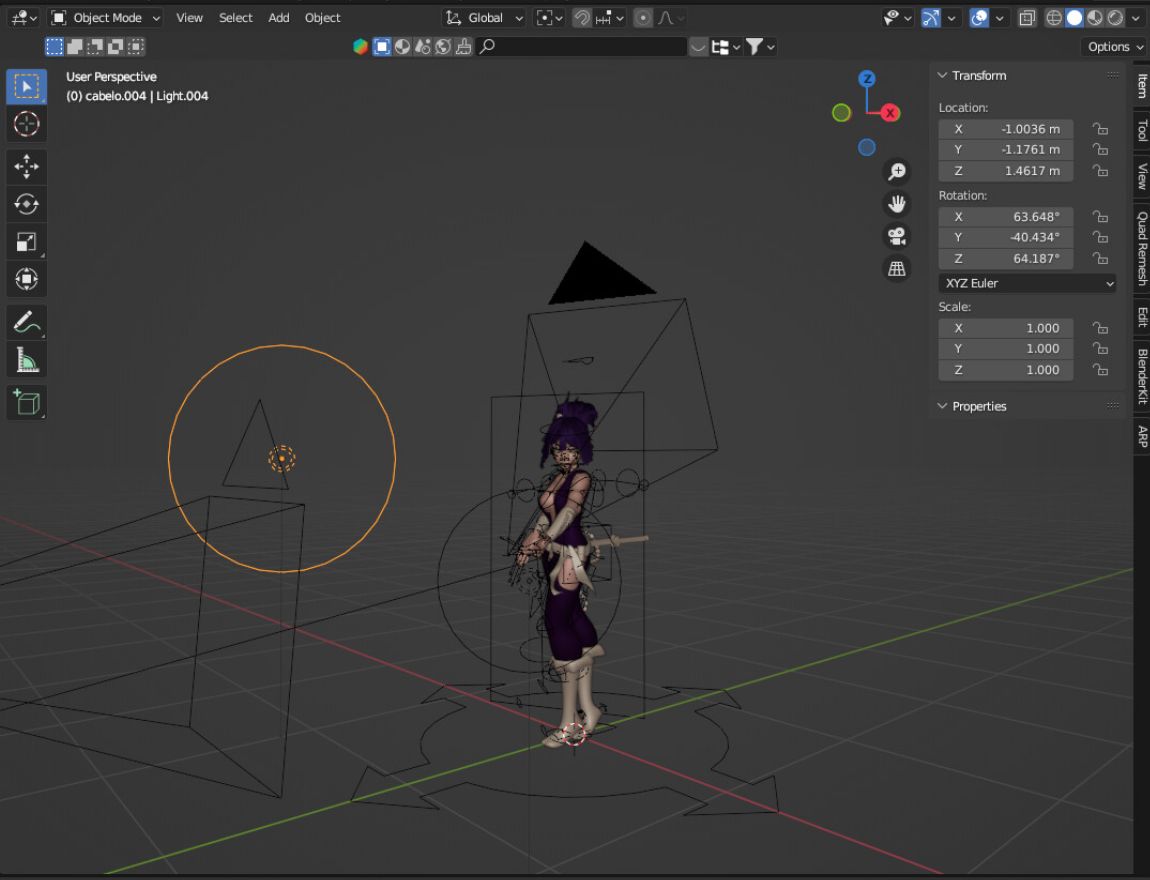 Object Mode View Select Add Object Global
Options
User Perspective
(0) cabelo.004 | Light.004
Z
X
Transform
Location:
X -1.0036 m
Y -1.1761 m
Z 1.4617 m
Rotation:
X 63.648°
Y -40.434°
Z 64.187°
XYZ Euler
Scale:
X 1.000
Y 1.000
Z 1.000
Properties
Item
Tool
View
Quad Remesh
Edit
BlenderKit
ARP